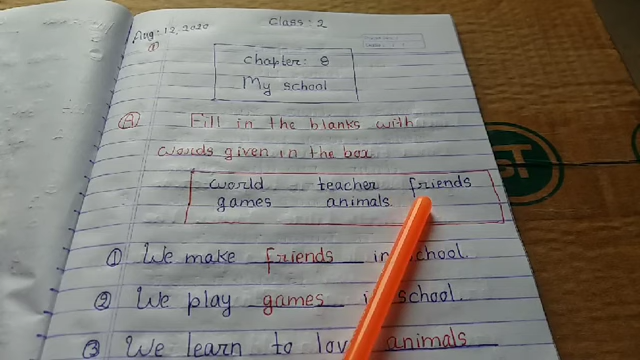 Aug: 12, 2020
Class: 2
Chapter: 8
My school
A Fill in the blanks with
words given in the box
world teacher friends
games animals
1 We make friends in school.
2 We play games in school.
3 We learn to love animals
ST